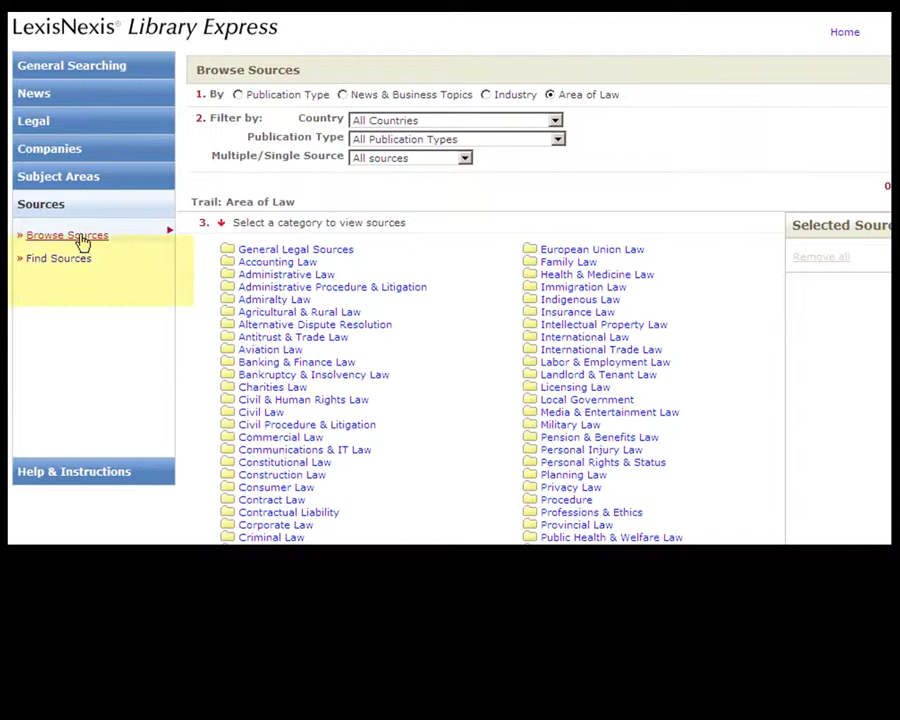 LexisNexis® Library Express
Home
General Searching
News
Legal
Companies
Subject Areas
Sources
» Browse Sources
» Find Sources
Help & Instructions
Browse Sources
1. By Publication Type News & Business Topics Industry Area of Law
2. Filter by: Country All Countries
Publication Type All Publication Types
Multiple/Single Source All sources
0
Trail: Area of Law
3. Select a category to view sources
General Legal Sources
Accounting Law
Administrative Law
Administrative Procedure & Litigation
Admiralty Law
Agricultural & Rural Law
Alternative Dispute Resolution
Antitrust & Trade Law
Aviation Law
Banking & Finance Law
Bankruptcy & Insolvency Law
Charities Law
Civil & Human Rights Law
Civil Law
Civil Procedure & Litigation
Commercial Law
Communications & IT Law
Constitutional Law
Construction Law
Consumer Law
Contract Law
Contractual Liability
Corporate Law
Criminal Law
European Union Law
Family Law
Health & Medicine Law
Immigration Law
Indigenous Law
Insurance Law
Intellectual Property Law
International Law
International Trade Law
Labor & Employment Law
Landlord & Tenant Law
Licensing Law
Local Government
Media & Entertainment Law
Military Law
Pension & Benefits Law
Personal Injury Law
Personal Rights & Status
Planning Law
Privacy Law
Procedure
Professions & Ethics
Provincial Law
Public Health & Welfare Law
Selected Sour
Remove all